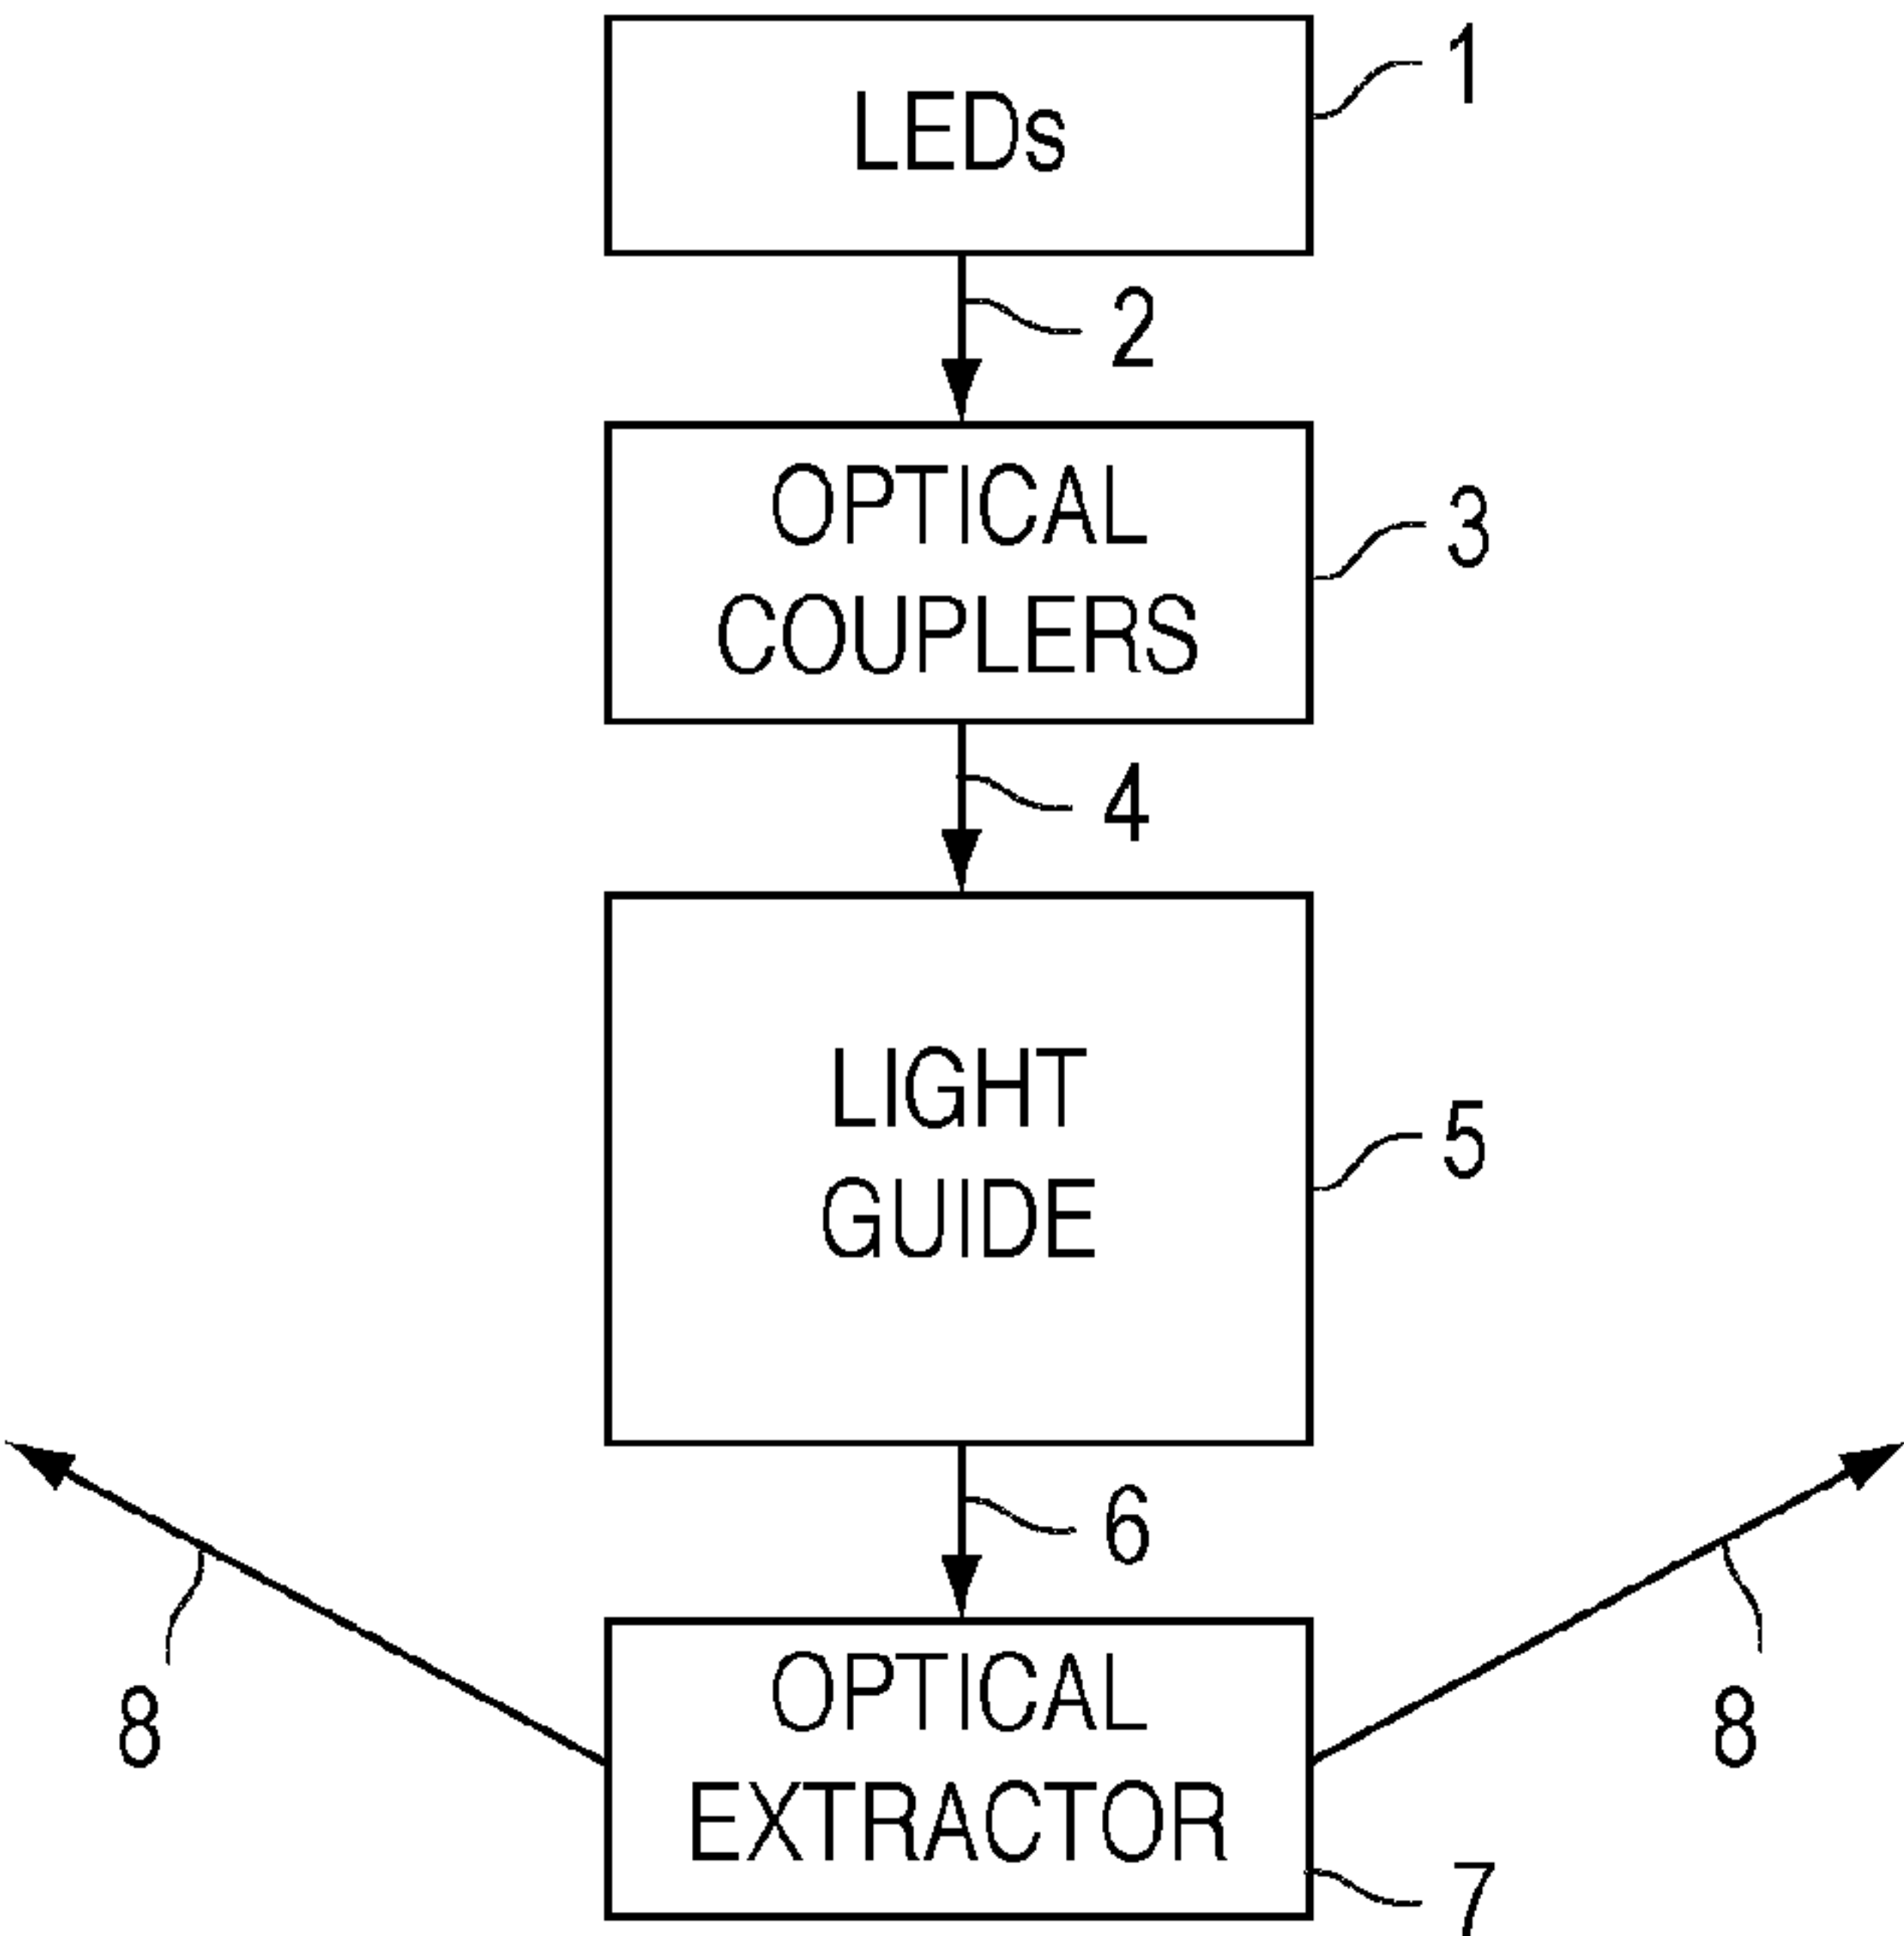 LEDs
1
2
OPTICAL
COUPLERS
3
4
LIGHT
GUIDE
5
6
8
8
OPTICAL
EXTRACTOR
7